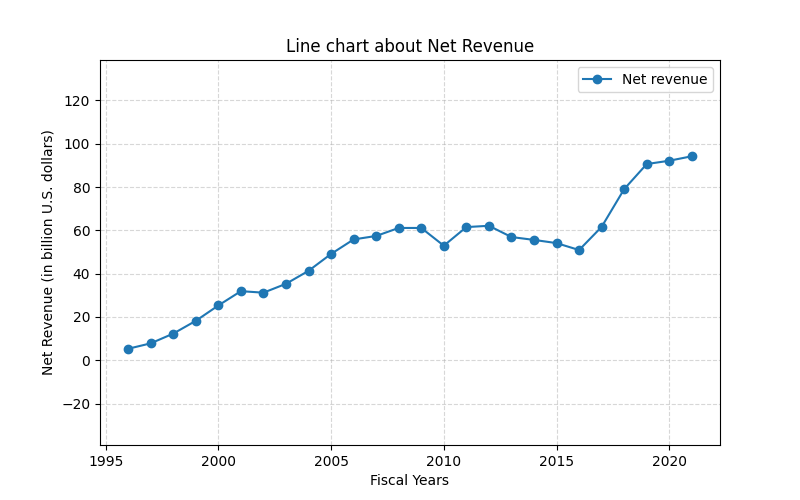 Line chart about Net Revenue
Net revenue
Net Revenue (in billion U.S. dollars)
120
100
80
60
40
20
0
−20
1995 2000 2005 2010 2015 2020
Fiscal Years